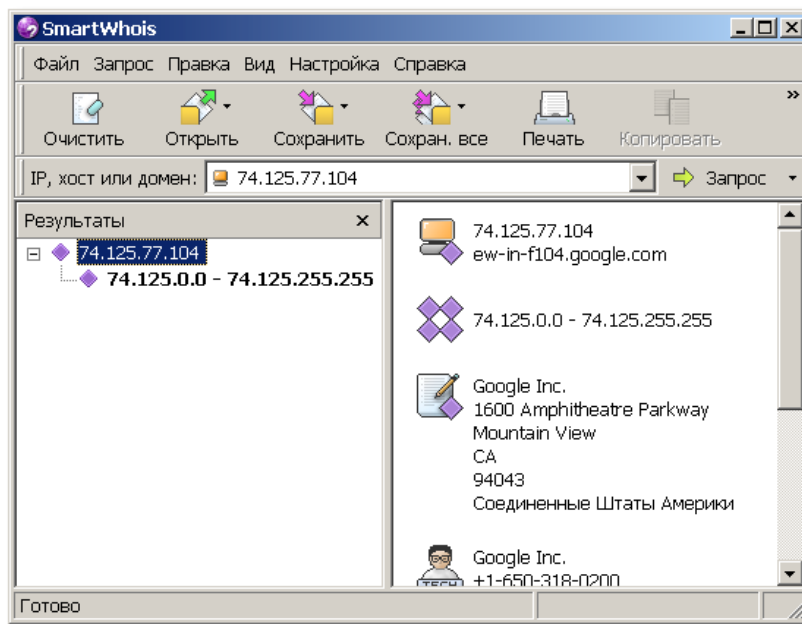 SmartWhois
Файл Запрос Правка Вид Настройка Справка
Очистить Открыть Сохранить Сохран. все Печать Копировать »
IP, хост или домен: 74.125.77.104 Запрос
Результаты
74.125.77.104
74.125.0.0 - 74.125.255.255
74.125.77.104
ew-in-f104.google.com
74.125.0.0 - 74.125.255.255
Google Inc.
1600 Amphitheatre Parkway
Mountain View
CA
94043
Соединенные Штаты Америки
Google Inc.
TECH +1-650-318-0200
Готово